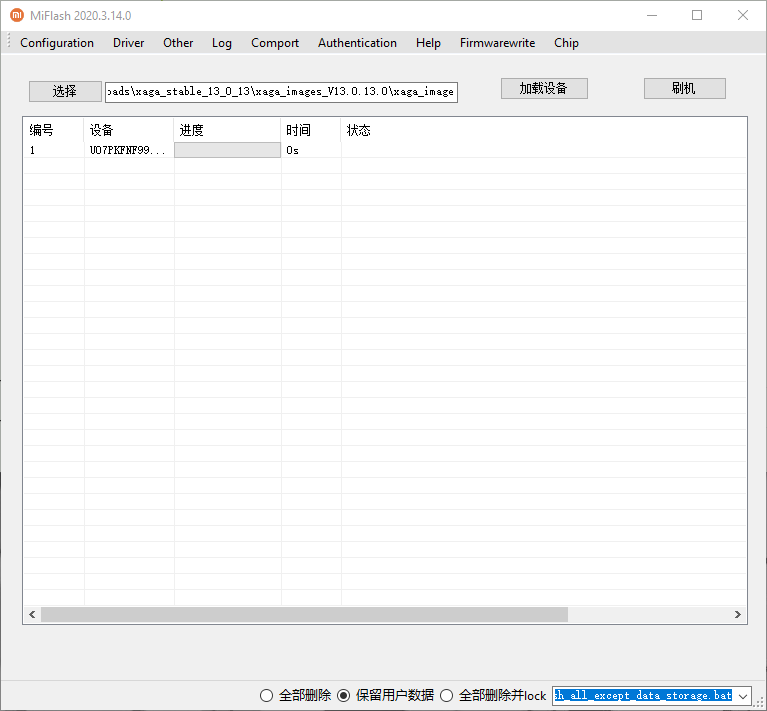 MiFlash 2020.3.14.0
Configuration Driver Other Log Comport Authentication Help Firmwarewrite Chip
选择 oads\xaga_stable_13_0_13\xaga_images_V13.0.13.0\xaga_image 加载设备 刷机
编号 设备 进度 时间 状态
1 UO7PKFNF99... 0s
全部删除 保留用户数据 全部删除并lock sh_all_except_data_storage.bat